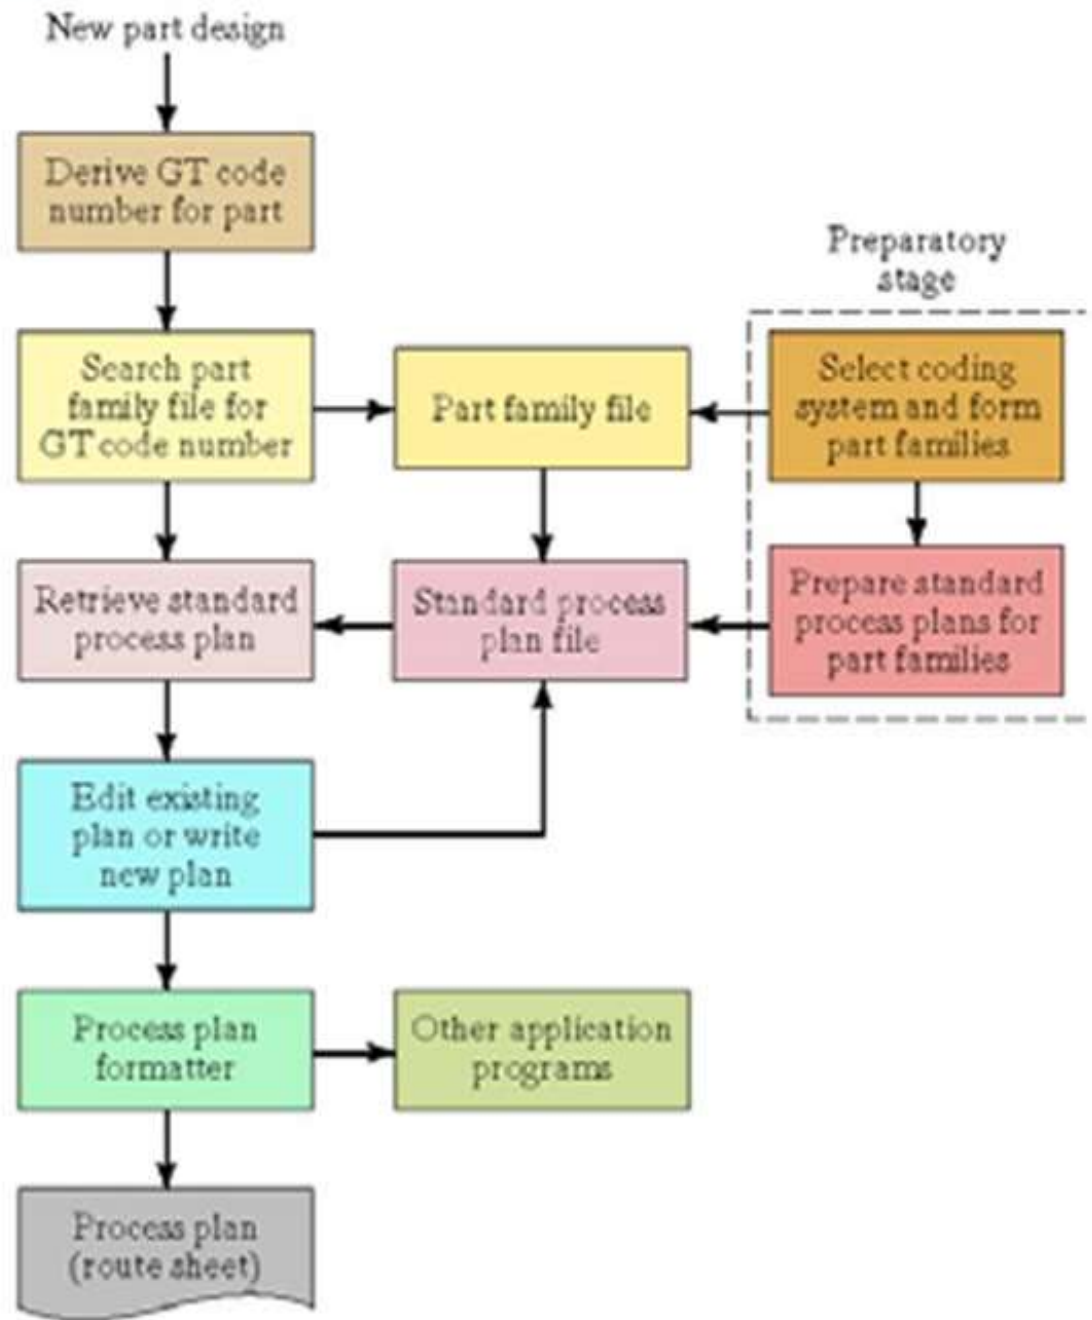 New part design
Derive GT code
number for part
Preparatory
stage
Search part
family file for
GT code number
Part family file
Select coding
system and form
part families
Retrieve standard
process plan
Standard process
plan file
Prepare standard
process plans for
part families
Edit existing
plan or write
new plan
Process plan
formatter
Other application
programs
Process plan
(route sheet)